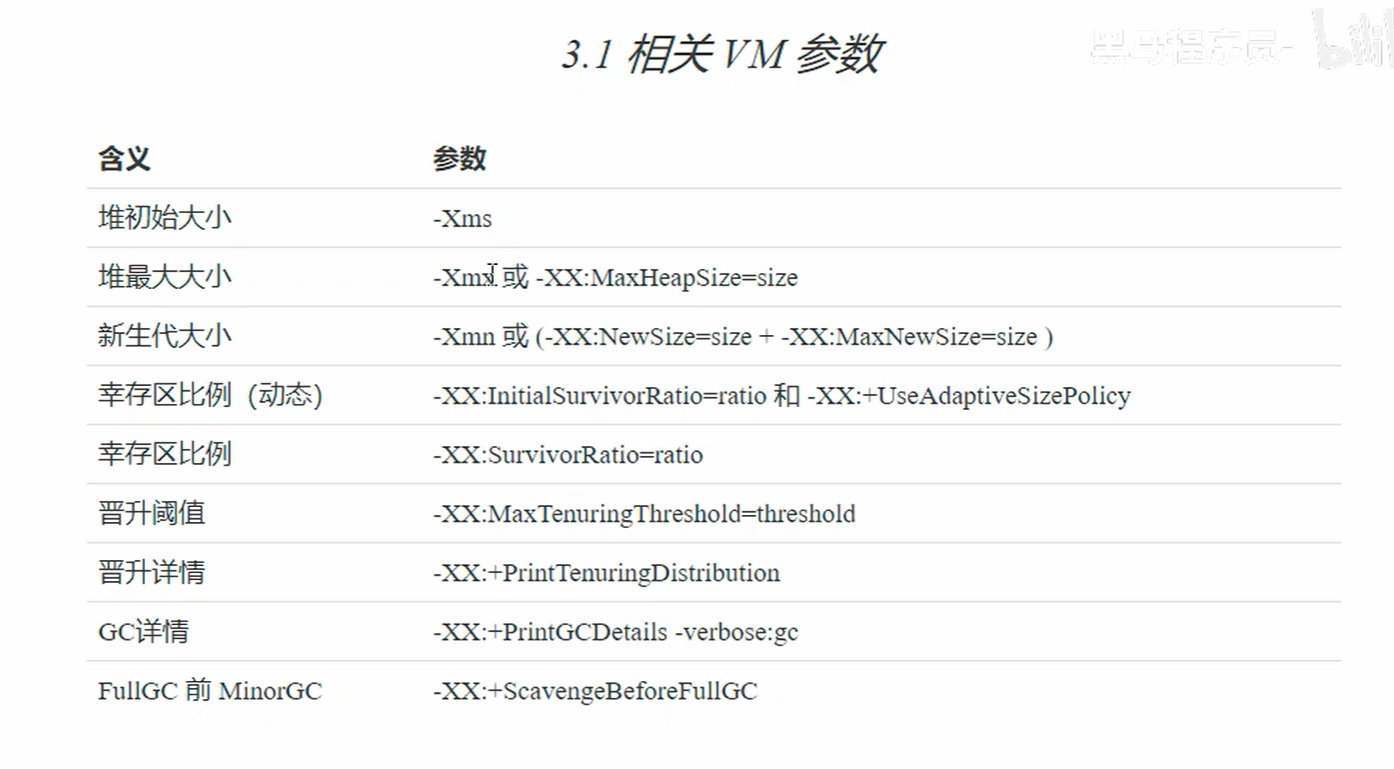 3.1 相关 VM 参数
黑马程序员-
含义 参数
堆初始大小 -Xms
堆最大大小 -Xmx 或 -XX:MaxHeapSize=size
新生代大小 -Xmn 或 (-XX:NewSize=size + -XX:MaxNewSize=size )
幸存区比例（动态） -XX:InitialSurvivorRatio=ratio 和 -XX:+UseAdaptiveSizePolicy
幸存区比例 -XX:SurvivorRatio=ratio
晋升阈值 -XX:MaxTenuringThreshold=threshold
晋升详情 -XX:+PrintTenuringDistribution
GC详情 -XX:+PrintGCDetails -verbose:gc
FullGC 前 MinorGC -XX:+ScavengeBeforeFullGC